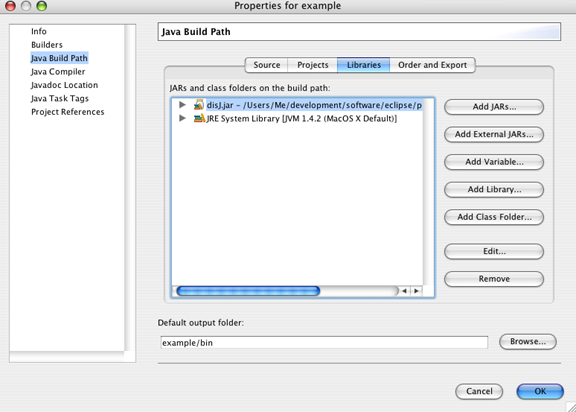 Properties for example
Info
Builders
Java Build Path
Java Compiler
Javadoc Location
Java Task Tags
Project References
Java Build Path
Source Projects Libraries Order and Export
JARs and class folders on the build path:
disJ.jar - /Users/Me/development/software/eclipse/p
JRE System Library [JVM 1.4.2 (MacOS X Default)]
Add JARs...
Add External JARs...
Add Variable...
Add Library...
Add Class Folder...
Edit...
Remove
Default output folder:
example/bin
Browse...
Cancel OK